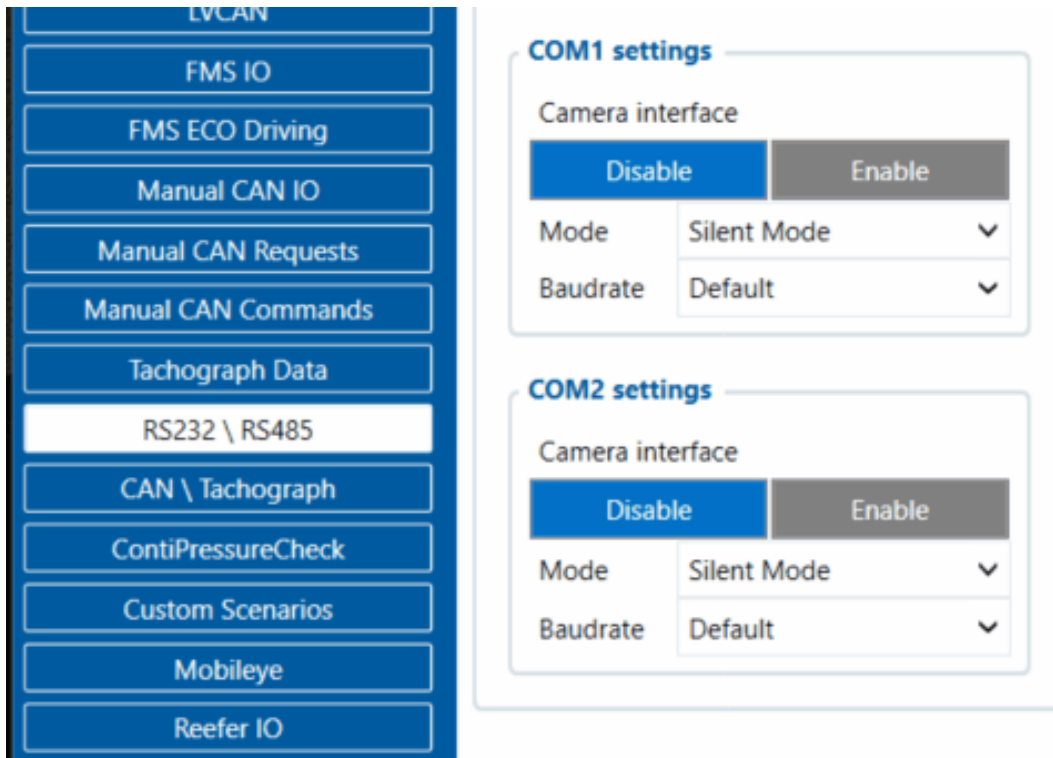 LVCAN
FMS IO
FMS ECO Driving
Manual CAN IO
Manual CAN Requests
Manual CAN Commands
Tachograph Data
RS232 \ RS485
CAN \ Tachograph
ContiPressureCheck
Custom Scenarios
Mobileye
Reefer IO
COM1 settings
Camera interface
Disable Enable
Mode Silent Mode
Baudrate Default
COM2 settings
Camera interface
Disable Enable
Mode Silent Mode
Baudrate Default